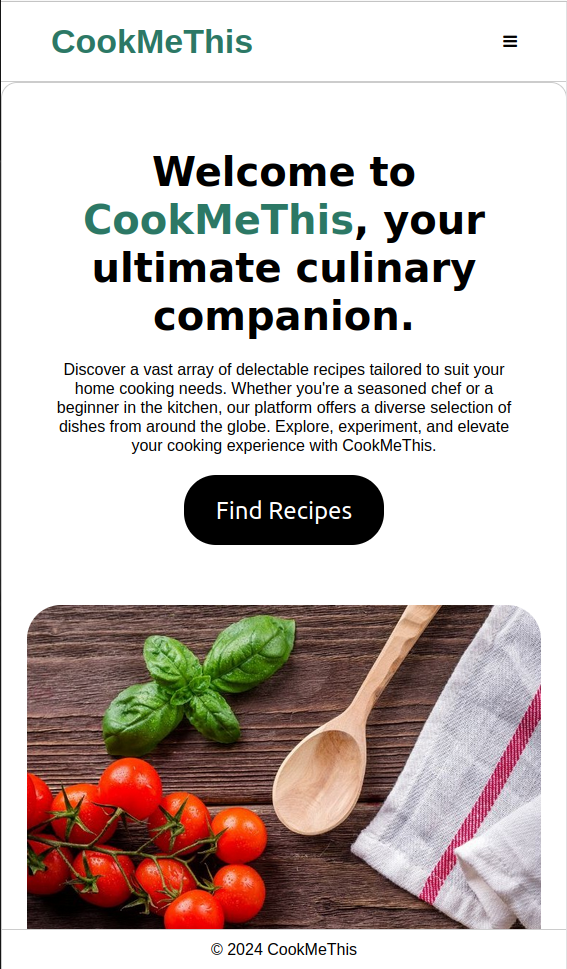 CookMeThis
Welcome to
CookMeThis, your
ultimate culinary
companion.
Discover a vast array of delectable recipes tailored to suit your
home cooking needs. Whether you're a seasoned chef or a
beginner in the kitchen, our platform offers a diverse selection of
dishes from around the globe. Explore, experiment, and elevate
your cooking experience with CookMeThis.
Find Recipes
© 2024 CookMeThis